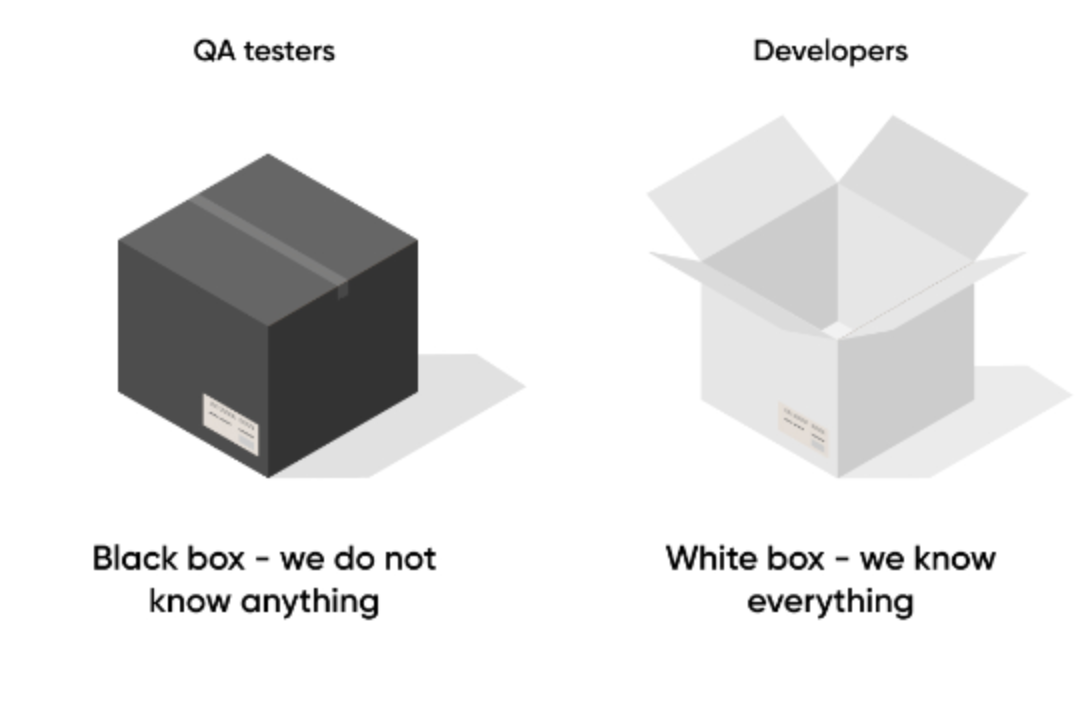 QA testers
Developers
Black box - we do not
know anything
White box - we know
everything